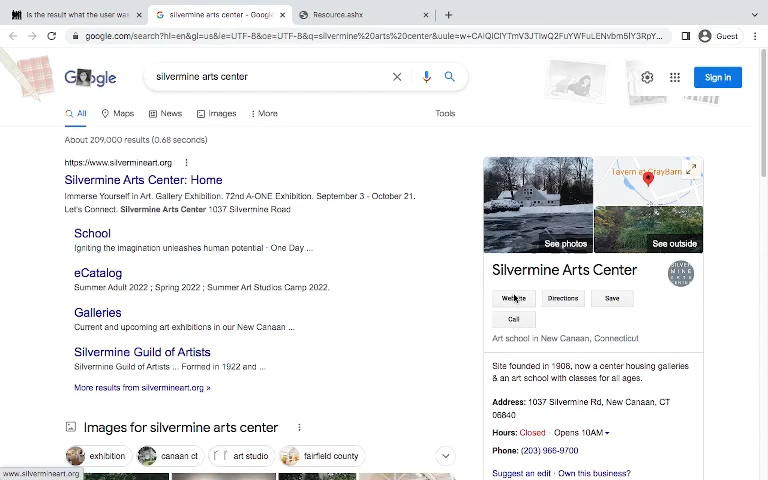 Is the result what the user was
silvermine arts center - Google
Resource.ashx
google.com/search?hl=en&gl=us&ie=UTF-8&oe=UTF-8&q=silvermine%20arts%20center&uule=w+CAIQICIYTmV3JTIwQ2FuYWFuLENvbm5lY3RpY...
Guest
Google
silvermine arts center
Sign in
All
Maps
News
Images
More
Tools
About 209,000 results (0.68 seconds)
https://www.silvermineart.org
Silvermine Arts Center: Home
Immerse Yourself in Art. Gallery Exhibition. 72nd A-ONE Exhibition. September 3 - October 21.
Let's Connect. Silvermine Arts Center 1037 Silvermine Road
School
Igniting the imagination unleashes human potential · One Day ...
eCatalog
Summer Adult 2022 ; Spring 2022 ; Summer Art Studios Camp 2022.
Galleries
Current and upcoming art exhibitions in our New Canaan ...
Silvermine Guild of Artists
Silvermine Guild of Artists ... Formed in 1922 and ...
More results from silvermineart.org »
Images for silvermine arts center
exhibition
canaan ct
art studio
fairfield county
www.silvermineart.org
Tavern at GrayBarn
See photos
See outside
Silvermine Arts Center
SILVER
MINE
ARTS
CENTER
Website
Directions
Save
Call
Art school in New Canaan, Connecticut
Site founded in 1906, now a center housing galleries
& an art school with classes for all ages.
Address: 1037 Silvermine Rd, New Canaan, CT
06840
Hours: Closed · Opens 10AM
Phone: (203) 966-9700
Suggest an edit · Own this business?